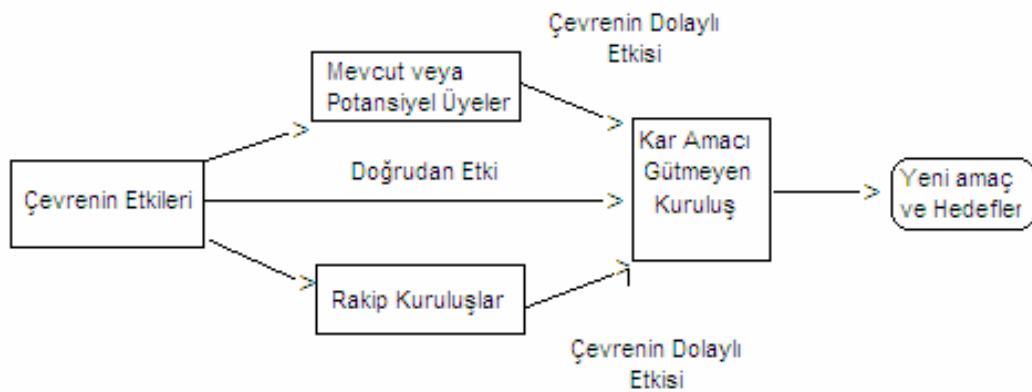 Çevrenin Dolaylı
Etkisi
Mevcut veya
Potansiyel Üyeler
Kar Amacı
Gütmeyen
Kuruluş
Doğrudan Etki
Çevrenin Etkileri
Yeni amaç
ve Hedefler
Rakip Kuruluşlar
Çevrenin Dolaylı
Etkisi